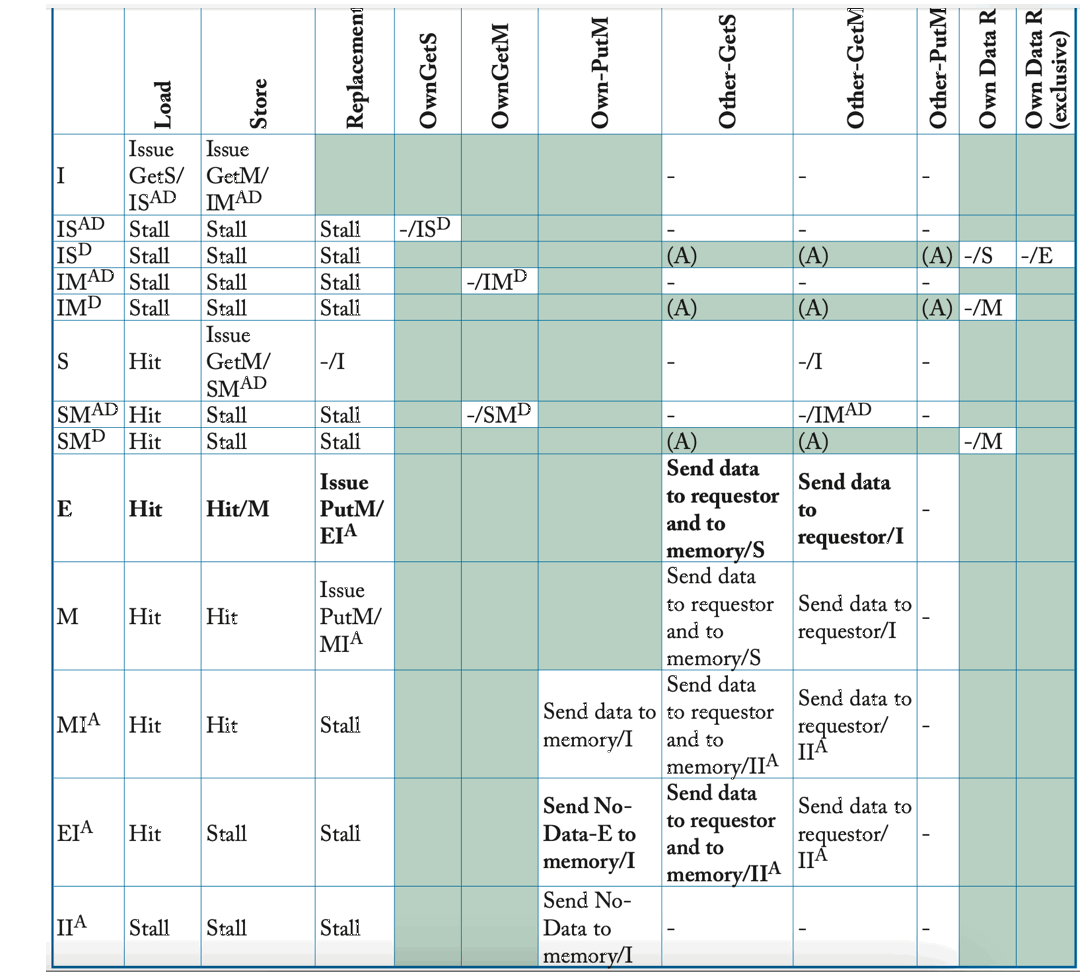 Load Store Replacement OwnGetS OwnGetM Own-PutM Other-GetS Other-GetM Other-PutM Own Data R Own Data R (exclusive)
I Issue GetS/ IS^AD Issue GetM/ IM^AD - - -
IS^AD Stall Stall Stall -/IS^D - - -
IS^D Stall Stall Stall (A) (A) (A) -/S -/E
IM^AD Stall Stall Stall -/IM^D - - -
IM^D Stall Stall Stall (A) (A) (A) -/M
S Hit Issue GetM/ SM^AD -/I - -/I -
SM^AD Hit Stall Stall -/SM^D - -/IM^AD -
SM^D Hit Stall Stall (A) (A) -/M
E Hit Hit/M Issue PutM/ EI^A Send data to requestor and to memory/S Send data to requestor/I -
M Hit Hit Issue PutM/ MI^A Send data to requestor and to memory/S Send data to requestor/I -
MI^A Hit Hit Stall Send data to memory/I Send data to requestor and to memory/II^A Send data to requestor/ II^A -
EI^A Hit Stall Stall Send No-Data-E to memory/I Send data to requestor and to memory/II^A Send data to requestor/ II^A -
II^A Stall Stall Stall Send No-Data to memory/I - - -